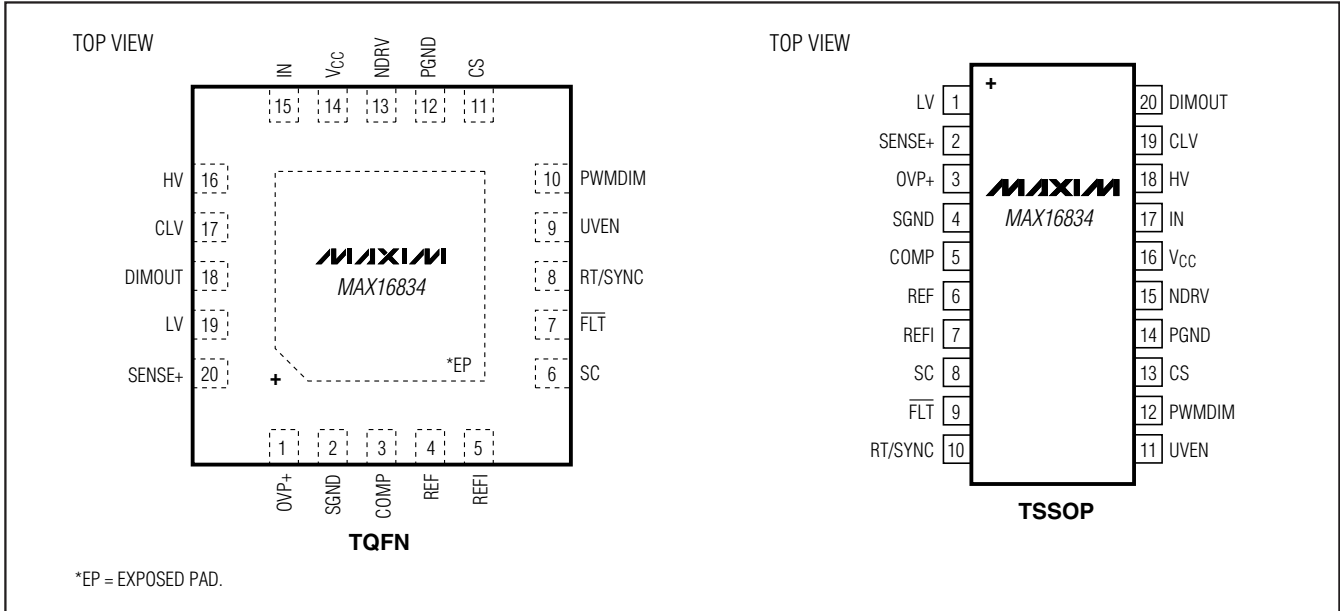 TOP VIEW
IN VCC NDRV PGND CS
15 14 13 12 11
HV 16
CLV 17
DIMOUT 18
LV 19
SENSE+ 20
10 PWMDIM
9 UVEN
8 RT/SYNC
7 FLT
6 SC
MAXIM
MAX16834
*EP
+
1 2 3 4 5
OVP+ SGND COMP REF REFI
TQFN
*EP = EXPOSED PAD.
TOP VIEW
+
LV 1
SENSE+ 2
OVP+ 3
SGND 4
COMP 5
REF 6
REFI 7
SC 8
FLT 9
RT/SYNC 10
MAXIM
MAX16834
20 DIMOUT
19 CLV
18 HV
17 IN
16 VCC
15 NDRV
14 PGND
13 CS
12 PWMDIM
11 UVEN
TSSOP